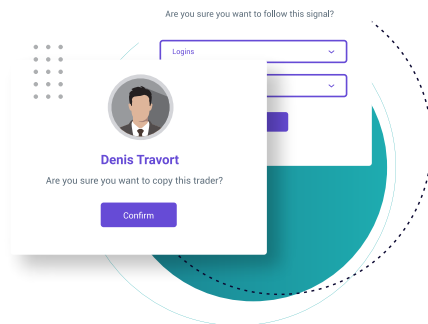 Are you sure you want to follow this signal?
Logins
Denis Travort
Are you sure you want to copy this trader?
Confirm